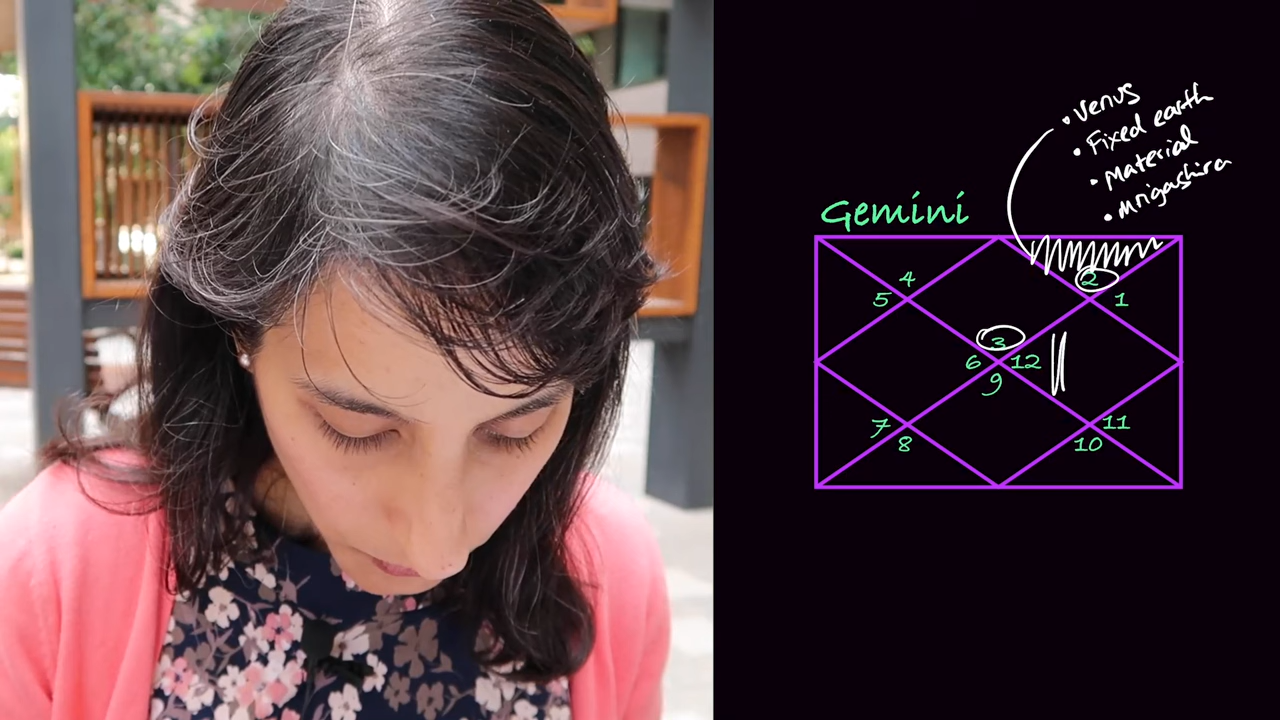 • Venus
• Fixed earth
• Material
• Mrigashira
Gemini
4
2
5
1
3
6
12
9
7
11
8
10